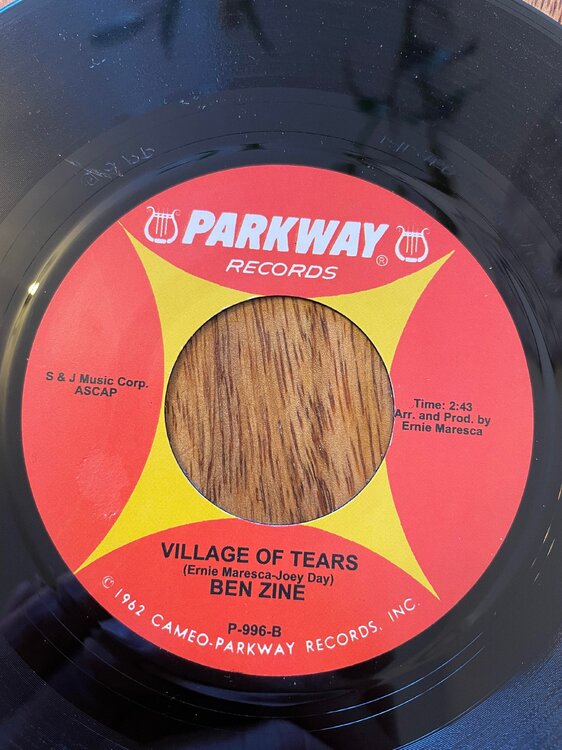 PARKWAY ®
RECORDS
S & J Music Corp.
ASCAP
Time: 2:43
Arr. and Prod. by
Ernie Maresca
VILLAGE OF TEARS
(Ernie Maresca-Joey Day)
BEN ZINE
P-996-B
© 1962 CAMEO-PARKWAY RECORDS, INC.